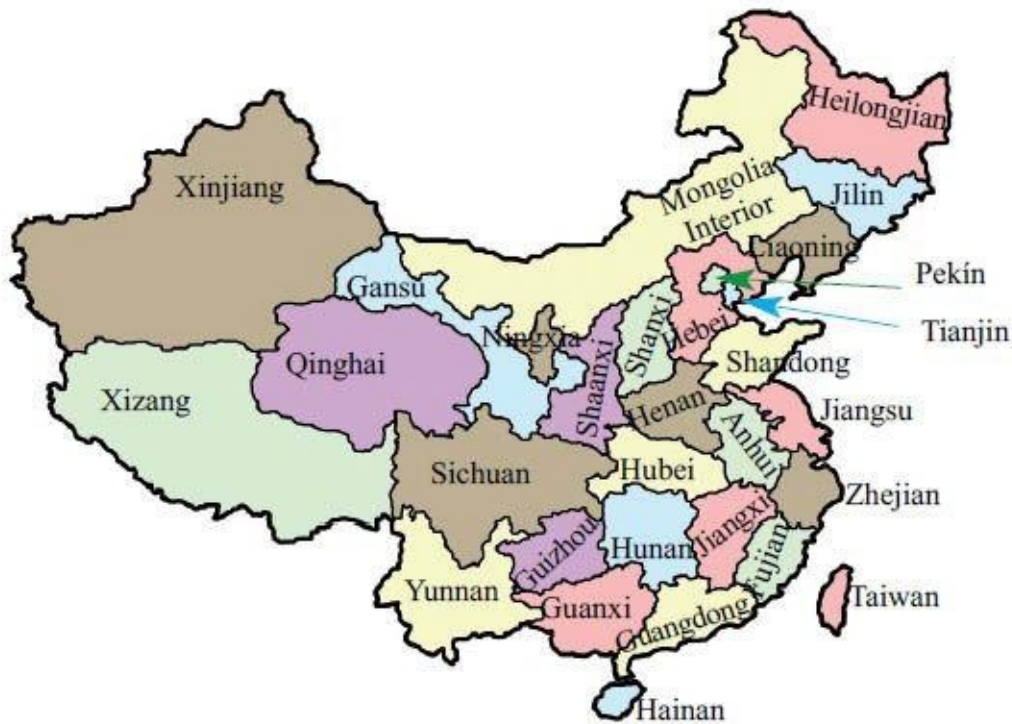 Heilongjian
Xinjiang
Mongolia
Interior
Jilin
Liaoning
Pekín
Gansu
Tianjin
Ningxia
Shanxi
Hebei
Qinghai
Shaanxi
Shandong
Xizang
Henan
Jiangsu
Anhui
Sichuan
Hubei
Zhejian
Guizhou
Hunan
Jiangxi
Fujian
Yunnan
Guanxi
Guangdong
Taiwan
Hainan